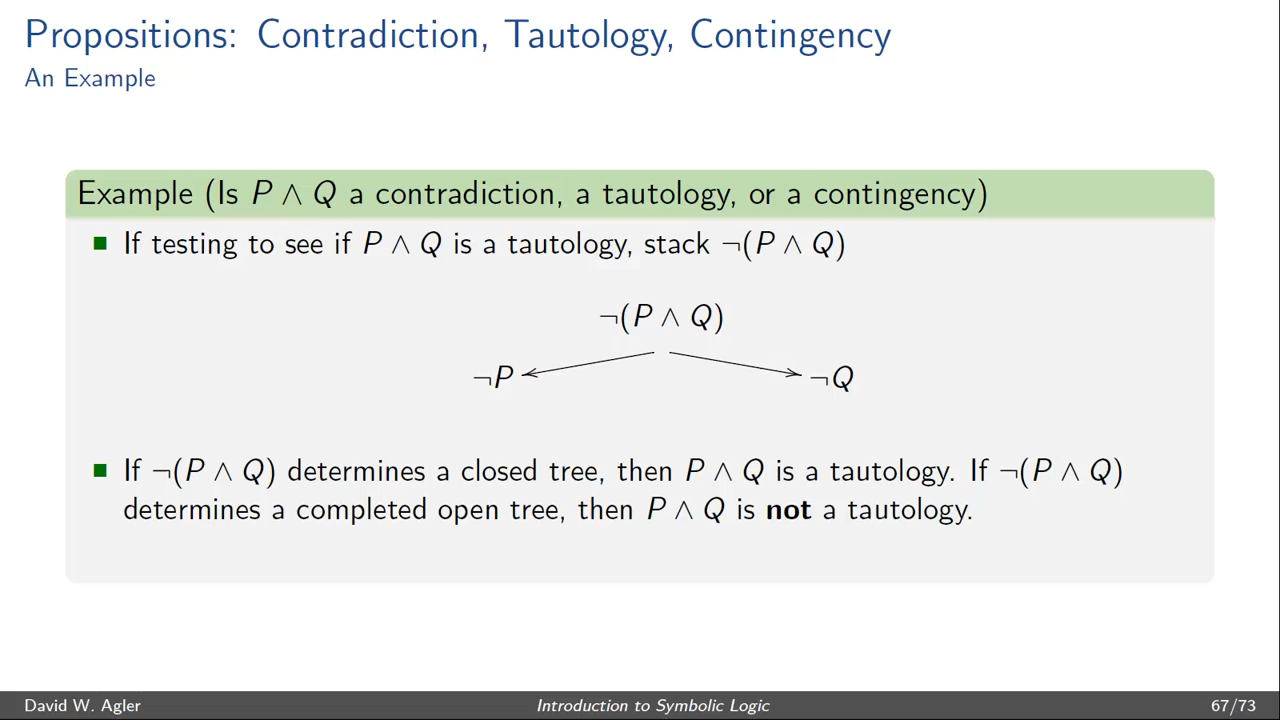 Propositions: Contradiction, Tautology, Contingency
An Example
Example (Is P ∧ Q a contradiction, a tautology, or a contingency)
If testing to see if P ∧ Q is a tautology, stack ¬(P ∧ Q)
¬(P ∧ Q)
¬P ¬Q
If ¬(P ∧ Q) determines a closed tree, then P ∧ Q is a tautology. If ¬(P ∧ Q)
determines a completed open tree, then P ∧ Q is not a tautology.
David W. Agler Introduction to Symbolic Logic 67/73